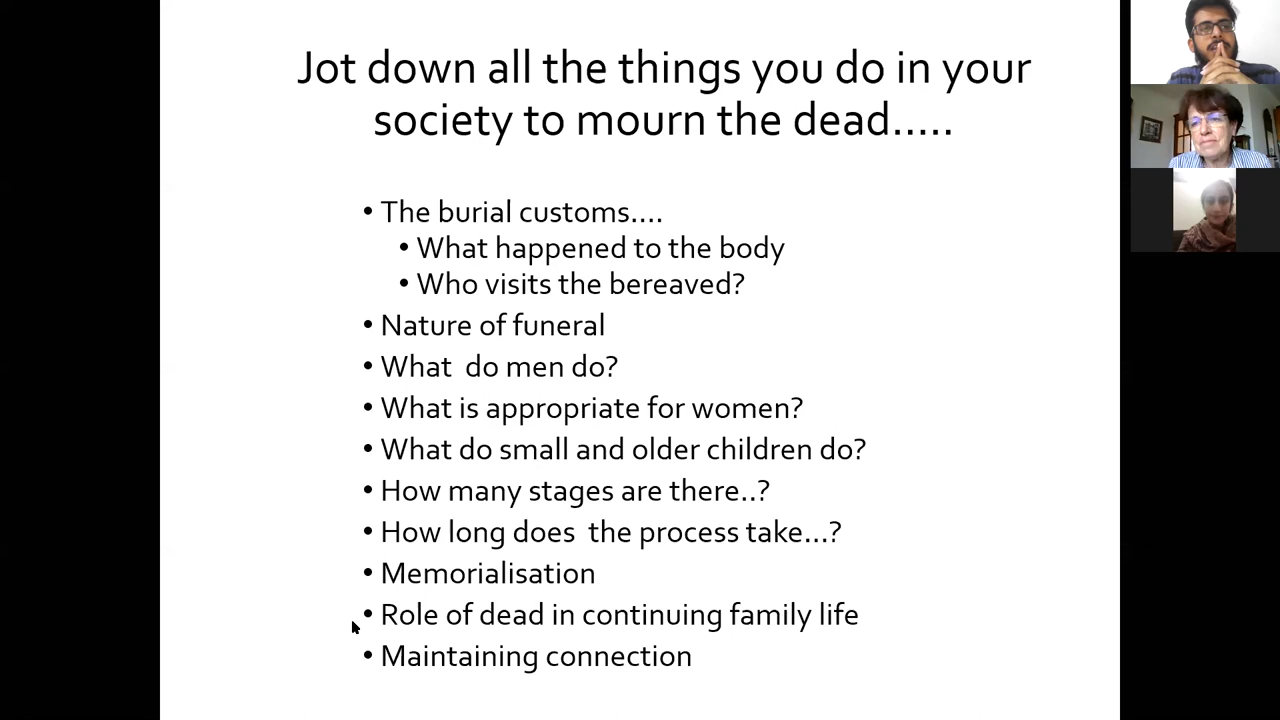 Jot down all the things you do in your
society to mourn the dead.....
• The burial customs....
• What happened to the body
• Who visits the bereaved?
• Nature of funeral
• What  do men do?
• What is appropriate for women?
• What do small and older children do?
• How many stages are there..?
• How long does  the process take...?
• Memorialisation
• Role of dead in continuing family life
• Maintaining connection